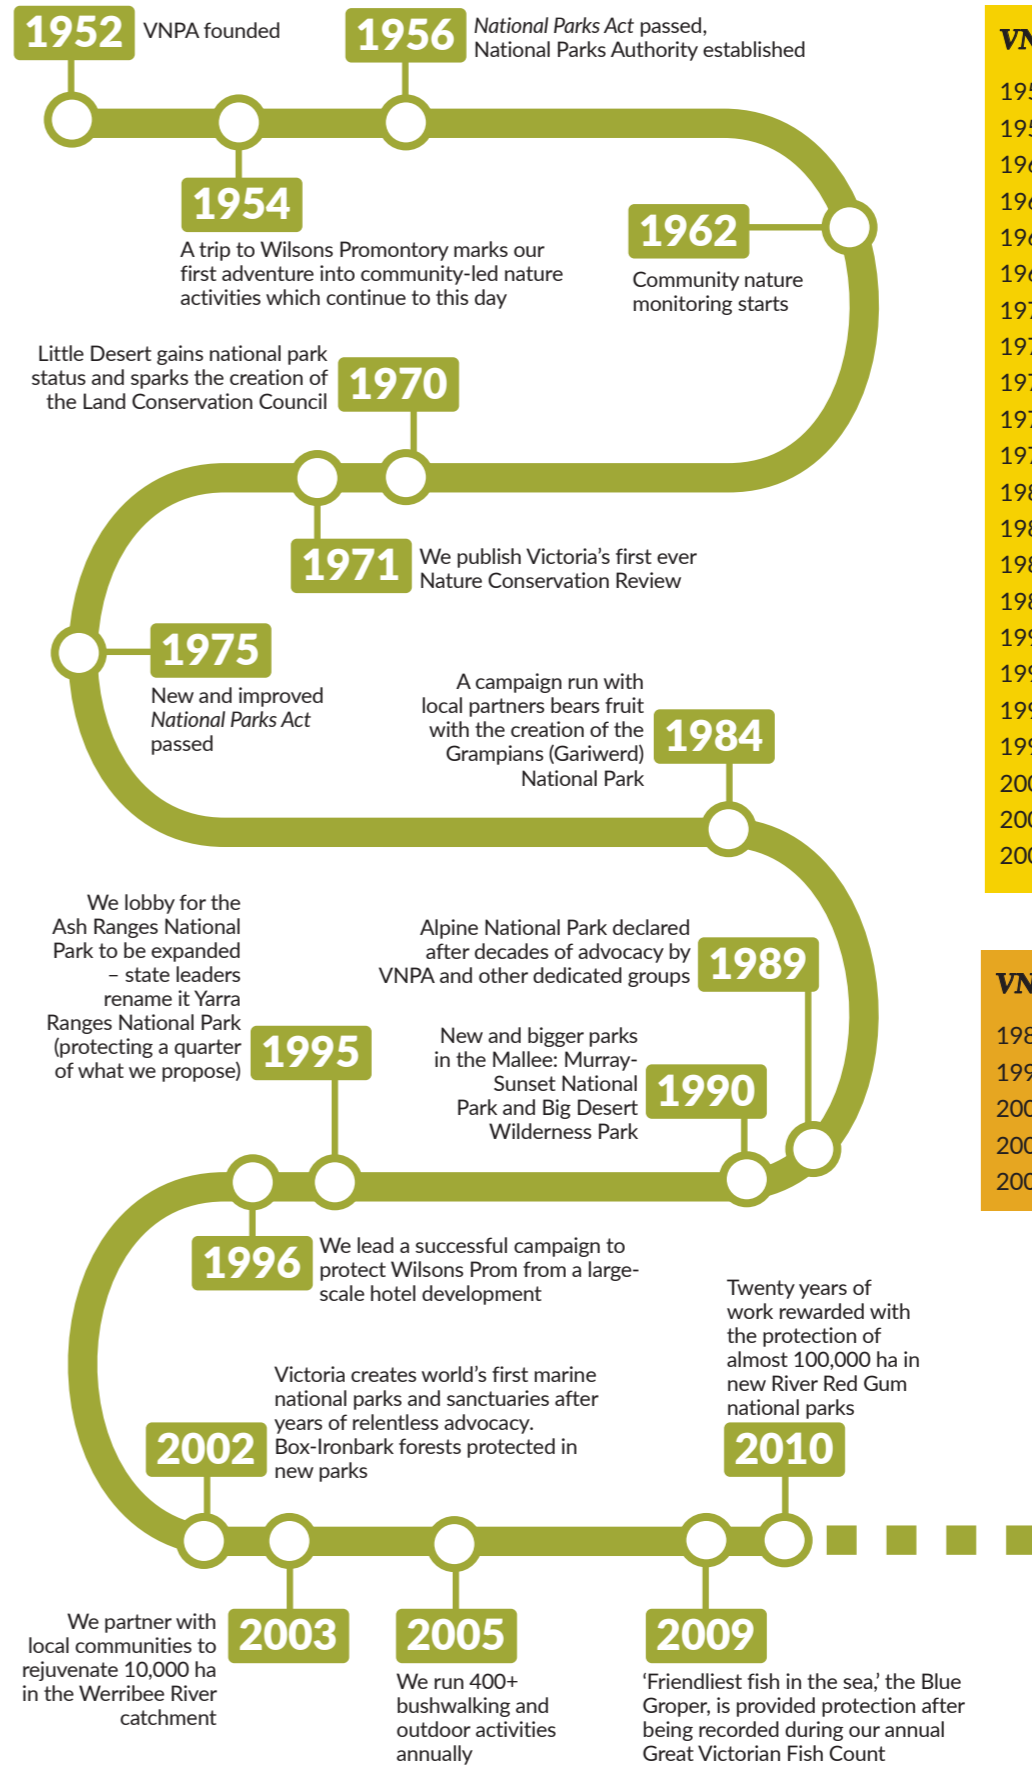 1952
VNPA founded
1956
National Parks Act passed,
National Parks Authority established
1954
A trip to Wilsons Promontory marks our
first adventure into community-led nature
activities which continue to this day
1962
Community nature
monitoring starts
Little Desert gains national park
status and sparks the creation of
the Land Conservation Council
1970
1971
We publish Victoria's first ever
Nature Conservation Review
1975
New and improved
National Parks Act
passed
A campaign run with
local partners bears fruit
with the creation of the
Grampians (Gariwerd)
National Park
1984
Alpine National Park declared
after decades of advocacy by
VNPA and other dedicated groups
1989
New and bigger parks
in the Mallee: Murray-
Sunset National
Park and Big Desert
Wilderness Park
1990
We lobby for the
Ash Ranges National
Park to be expanded
– state leaders
rename it Yarra
Ranges National Park
(protecting a quarter
of what we propose)
1995
1996
We lead a successful campaign to
protect Wilsons Prom from a large-
scale hotel development
Victoria creates world's first marine
national parks and sanctuaries after
years of relentless advocacy.
Box-Ironbark forests protected in
new parks
2002
We partner with
local communities to
rejuvenate 10,000 ha
in the Werribee River
catchment
2003
2005
We run 400+
bushwalking and
outdoor activities
annually
2009
‘Friendliest fish in the sea,’ the Blue
Groper, is provided protection after
being recorded during our annual
Great Victorian Fish Count
Twenty years of
work rewarded with
the protection of
almost 100,000 ha in
new River Red Gum
national parks
2010